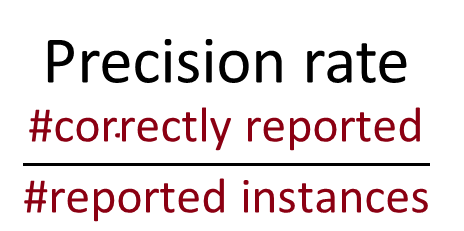 Precision rate
#correctly reported
#reported instances